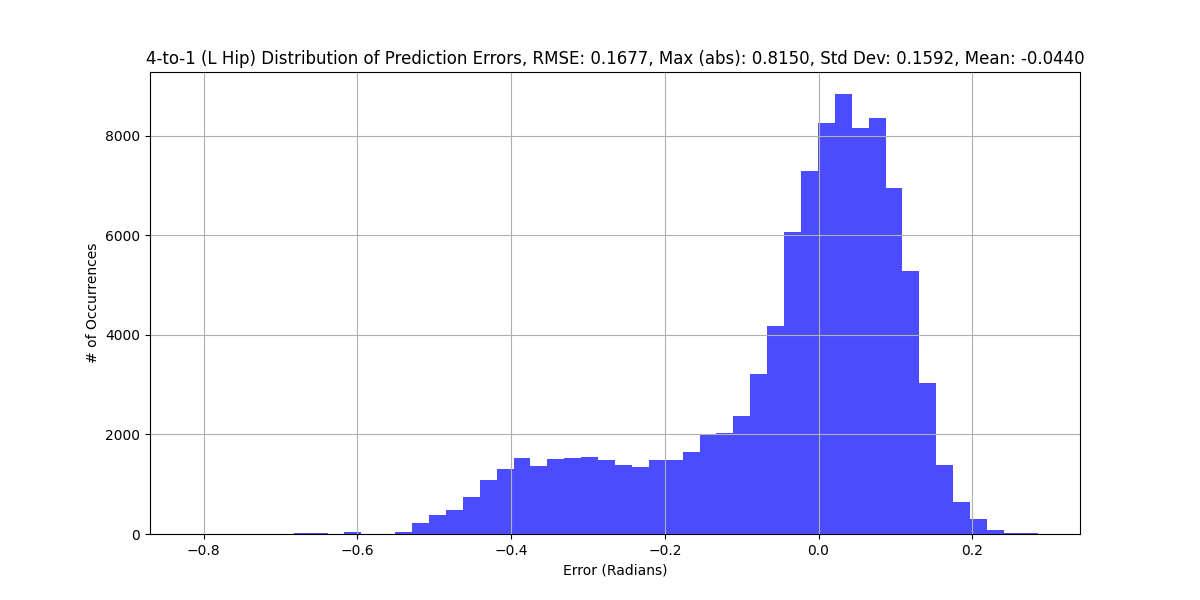 4-to-1 (L Hip) Distribution of Prediction Errors, RMSE: 0.1677, Max (abs): 0.8150, Std Dev: 0.1592, Mean: -0.0440
8000
6000
4000
2000
0
# of Occurrences
−0.8 −0.6 −0.4 −0.2 0.0 0.2
Error (Radians)